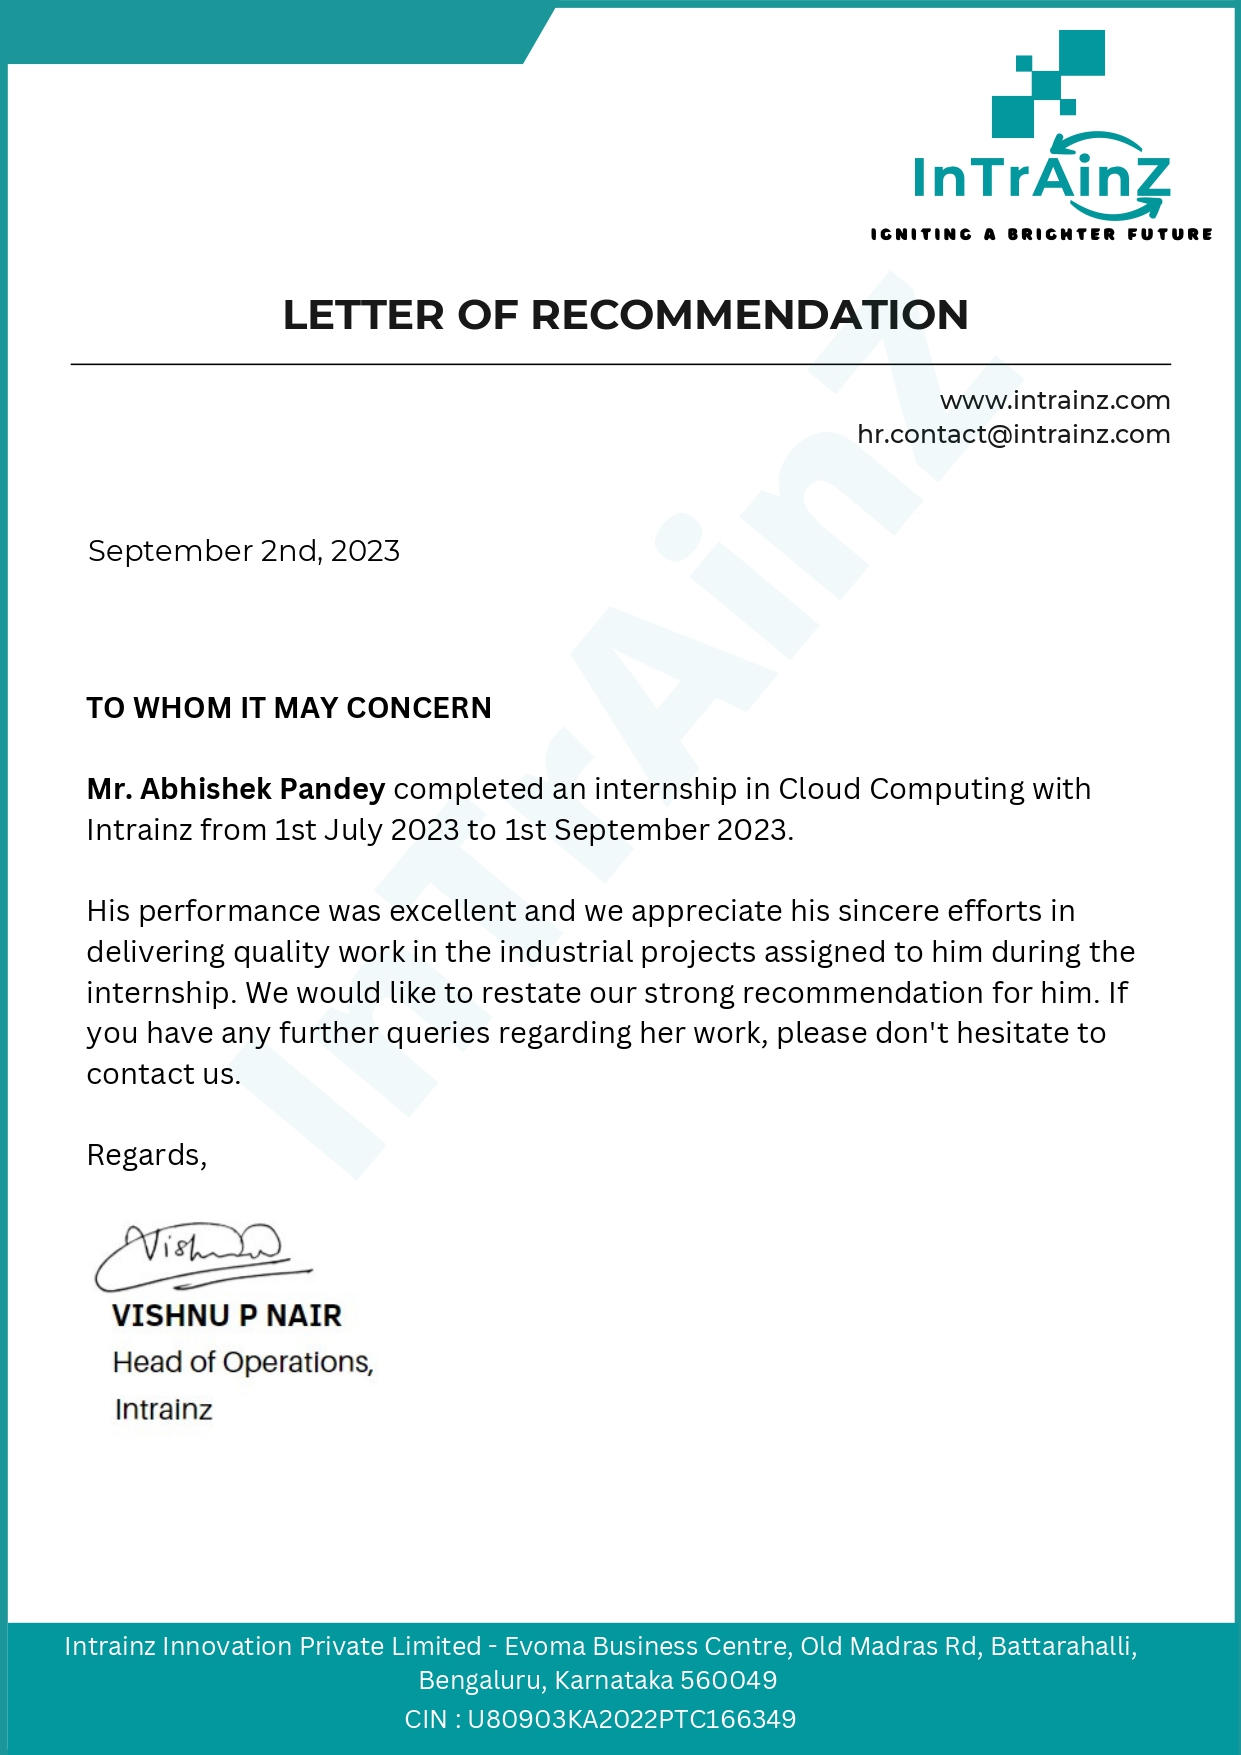 InTrAinZ
IGNITING A BRIGHTER FUTURE
LETTER OF RECOMMENDATION
www.intrainz.com
hr.contact@intrainz.com
September 2nd, 2023
TO WHOM IT MAY CONCERN
Mr. Abhishek Pandey completed an internship in Cloud Computing with
Intrainz from 1st July 2023 to 1st September 2023.
His performance was excellent and we appreciate his sincere efforts in
delivering quality work in the industrial projects assigned to him during the
internship. We would like to restate our strong recommendation for him. If
you have any further queries regarding her work, please don't hesitate to
contact us.
Regards,
Vishnu
VISHNU P NAIR
Head of Operations,
Intrainz
InTrAinZ
Intrainz Innovation Private Limited - Evoma Business Centre, Old Madras Rd, Battarahalli,
Bengaluru, Karnataka 560049
CIN : U80903KA2022PTC166349